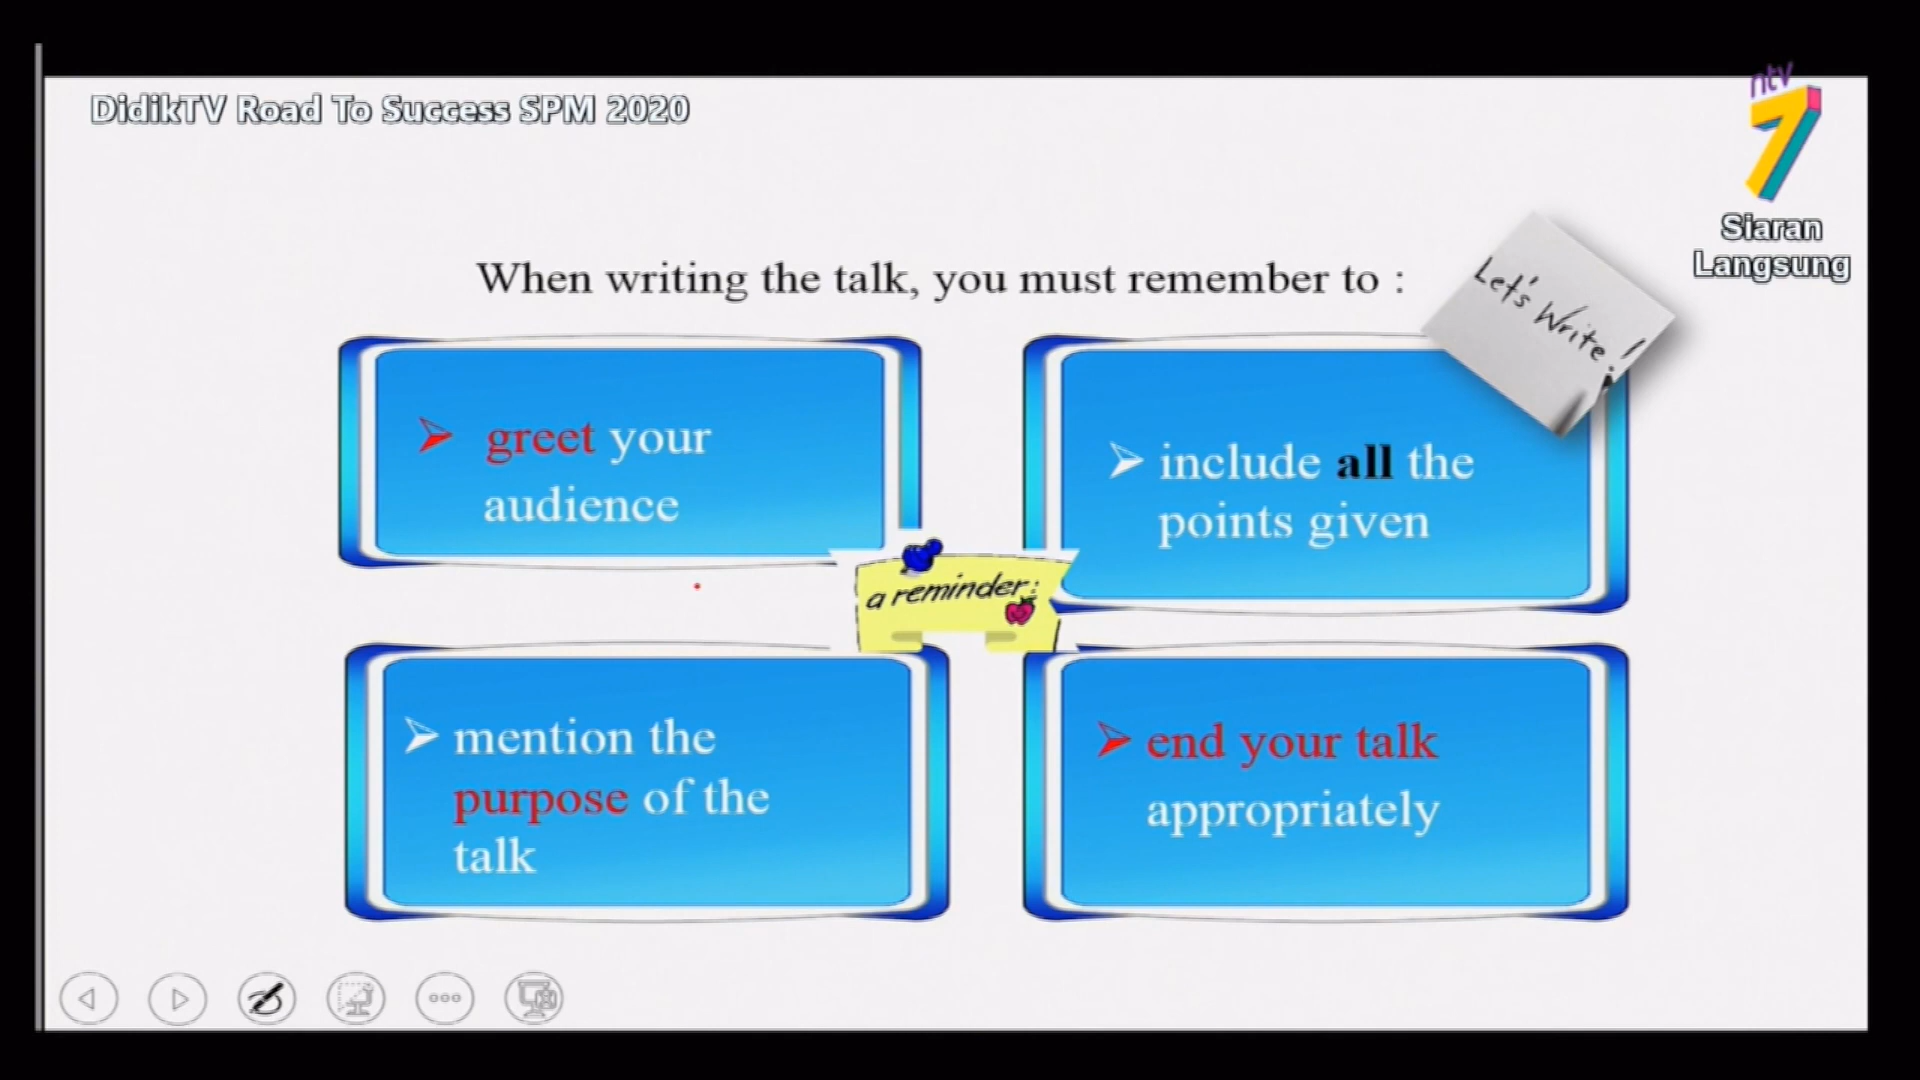 DidikTV Road To Success SPM 2020
ntv
7
Siaran
Langsung
When writing the talk, you must remember to :
Let's Write!
greet your
audience
include all the
points given
a reminder:
mention the
purpose of the
talk
end your talk
appropriately